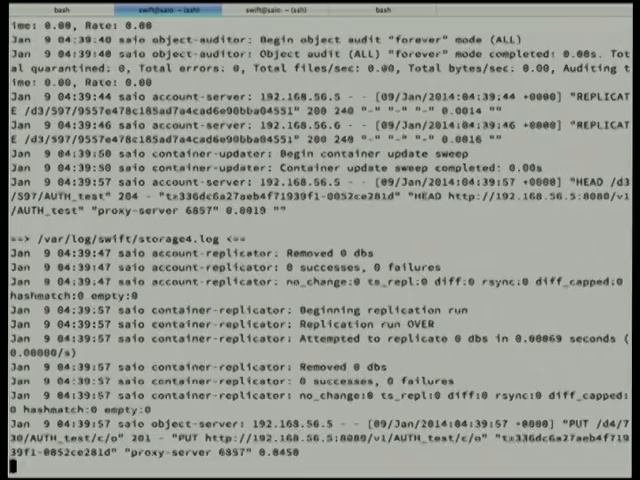 bash swift@saio: ~ (ssh) swift@saio: ~ (ssh) bash
ime: 0.00, Rate: 0.00
Jan  9 04:39:40 saio object-auditor: Begin object audit "forever" mode (ALL)
Jan  9 04:39:40 saio object-auditor: Object audit (ALL) "forever" mode completed: 0.00s. Tot
al quarantined: 0, Total errors: 0, Total files/sec: 0.00, Total bytes/sec: 0.00, Auditing t
ime: 0.00, Rate: 0.00
Jan  9 04:39:44 saio account-server: 192.168.56.5 - - [09/Jan/2014:04:39:44 +0000] "REPLICAT
E /d3/597/9557e478c185ad7a4cad6e90bba04551" 200 240 "-" "-" "-" 0.0014 ""
Jan  9 04:39:46 saio account-server: 192.168.56.6 - - [09/Jan/2014:04:39:46 +0000] "REPLICAT
E /d3/597/9557e478c185ad7a4cad6e90bba04551" 200 240 "-" "-" "-" 0.0016 ""
Jan  9 04:39:50 saio container-updater: Begin container update sweep
Jan  9 04:39:50 saio container-updater: Container update sweep completed: 0.00s
Jan  9 04:39:57 saio account-server: 192.168.56.5 - - [09/Jan/2014:04:39:57 +0000] "HEAD /d3
/597/AUTH_test" 204 - "tx336dc6a27aeb4f71939f1-0052ce281d" "HEAD http://192.168.56.5:8080/v1
/AUTH_test" "proxy-server 6857" 0.0019 ""
==> /var/log/swift/storage4.log <==
Jan  9 04:39:47 saio account-replicator: Removed 0 dbs
Jan  9 04:39:47 saio account-replicator: 0 successes, 0 failures
Jan  9 04:39:47 saio account-replicator: no_change:0 ts_repl:0 diff:0 rsync:0 diff_capped:0
hashmatch:0 empty:0
Jan  9 04:39:57 saio container-replicator: Beginning replication run
Jan  9 04:39:57 saio container-replicator: Replication run OVER
Jan  9 04:39:57 saio container-replicator: Attempted to replicate 0 dbs in 0.00069 seconds (
0.00000/s)
Jan  9 04:39:57 saio container-replicator: Removed 0 dbs
Jan  9 04:39:57 saio container-replicator: 0 successes, 0 failures
Jan  9 04:39:57 saio container-replicator: no_change:0 ts_repl:0 diff:0 rsync:0 diff_capped:
0 hashmatch:0 empty:0
Jan  9 04:39:57 saio object-server: 192.168.56.5 - - [09/Jan/2014:04:39:57 +0000] "PUT /d4/7
30/AUTH_test/c/o" 201 - "PUT http://192.168.56.5:8080/v1/AUTH_test/c/o" "tx336dc6a27aeb4f719
39f1-0052ce281d" "proxy-server 6857" 0.0450